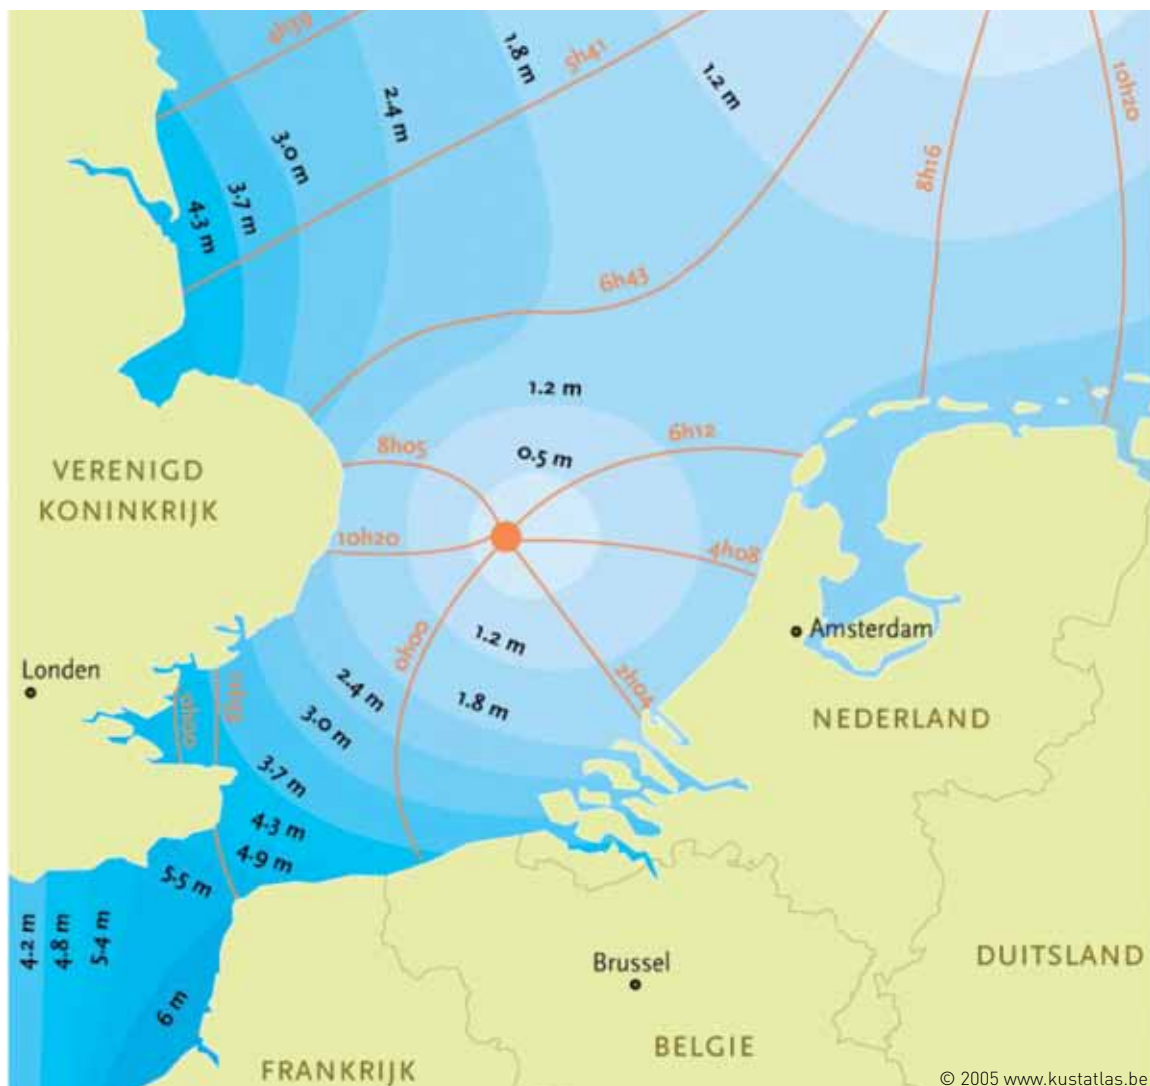 4h39
5h41
1.8 m
1.2 m
10h20
2.4 m
3.0 m
8h16
3.7 m
4.3 m
6h43
1.2 m
8h05
6h12
0.5 m
VERENIGD
KONINKRIJK
10h20
4h08
0h00
1.2 m
Amsterdam
Londen
2.4 m
2h04
1.8 m
3.0 m
NEDERLAND
3.7 m
4.3 m
4.9 m
5.5 m
4.2 m
4.8 m
5.4 m
DUITSLAND
Brussel
6 m
BELGIE
FRANKRIJK
© 2005 www.kustatlas.be